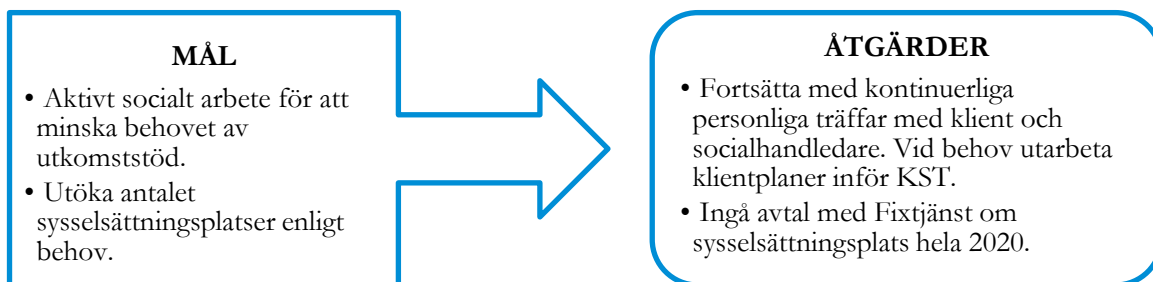 MÅL
• Aktivt socialt arbete för att
minska behovet av
utkomststöd.
• Utöka antalet
sysselsättningsplatser enligt
behov.
ÅTGÄRDER
• Fortsätta med kontinuerliga
personliga träffar med klient och
socialhandledare. Vid behov utarbeta
klientplaner inför KST.
• Ingå avtal med Fixtjänst om
sysselsättningsplats hela 2020.